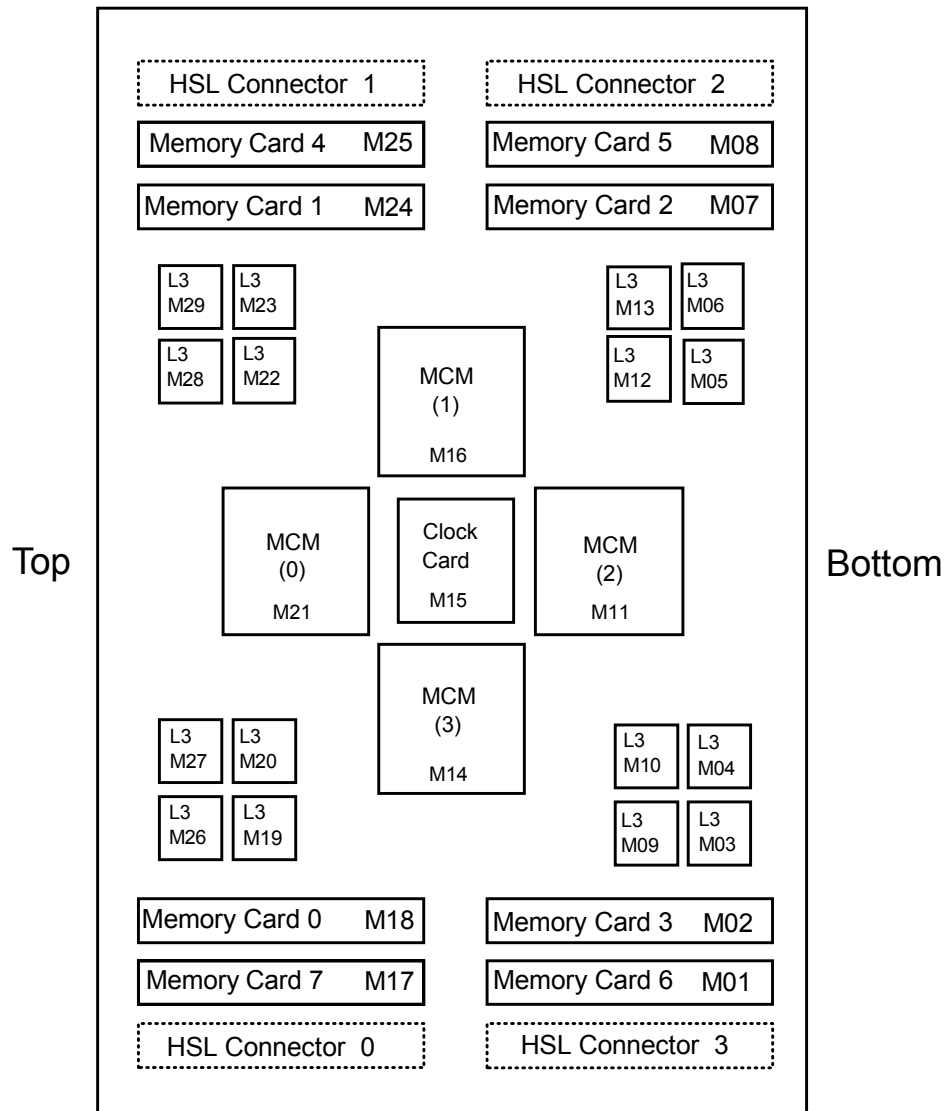 HSL Connector 1
HSL Connector 2
Memory Card 4 M25
Memory Card 5 M08
Memory Card 1 M24
Memory Card 2 M07
L3
M29
L3
M23
L3
M13
L3
M06
L3
M28
L3
M22
L3
M12
L3
M05
MCM
(1)
M16
Top
MCM
(0)
M21
Clock
Card
M15
MCM
(2)
M11
Bottom
MCM
(3)
M14
L3
M27
L3
M20
L3
M10
L3
M04
L3
M26
L3
M19
L3
M09
L3
M03
Memory Card 0 M18
Memory Card 3 M02
Memory Card 7 M17
Memory Card 6 M01
HSL Connector 0
HSL Connector 3